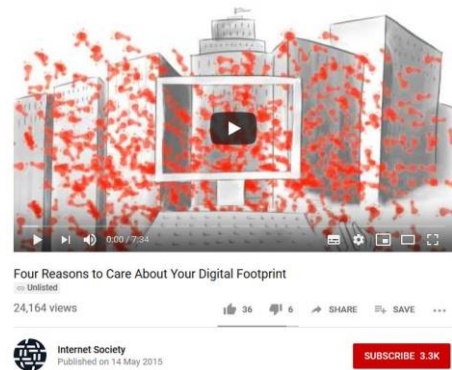 0:00 / 7:34
Four Reasons to Care About Your Digital Footprint
Unlisted
24,164 views
36 6 SHARE SAVE
Internet Society
Published on 14 May 2015
SUBSCRIBE 3.3K